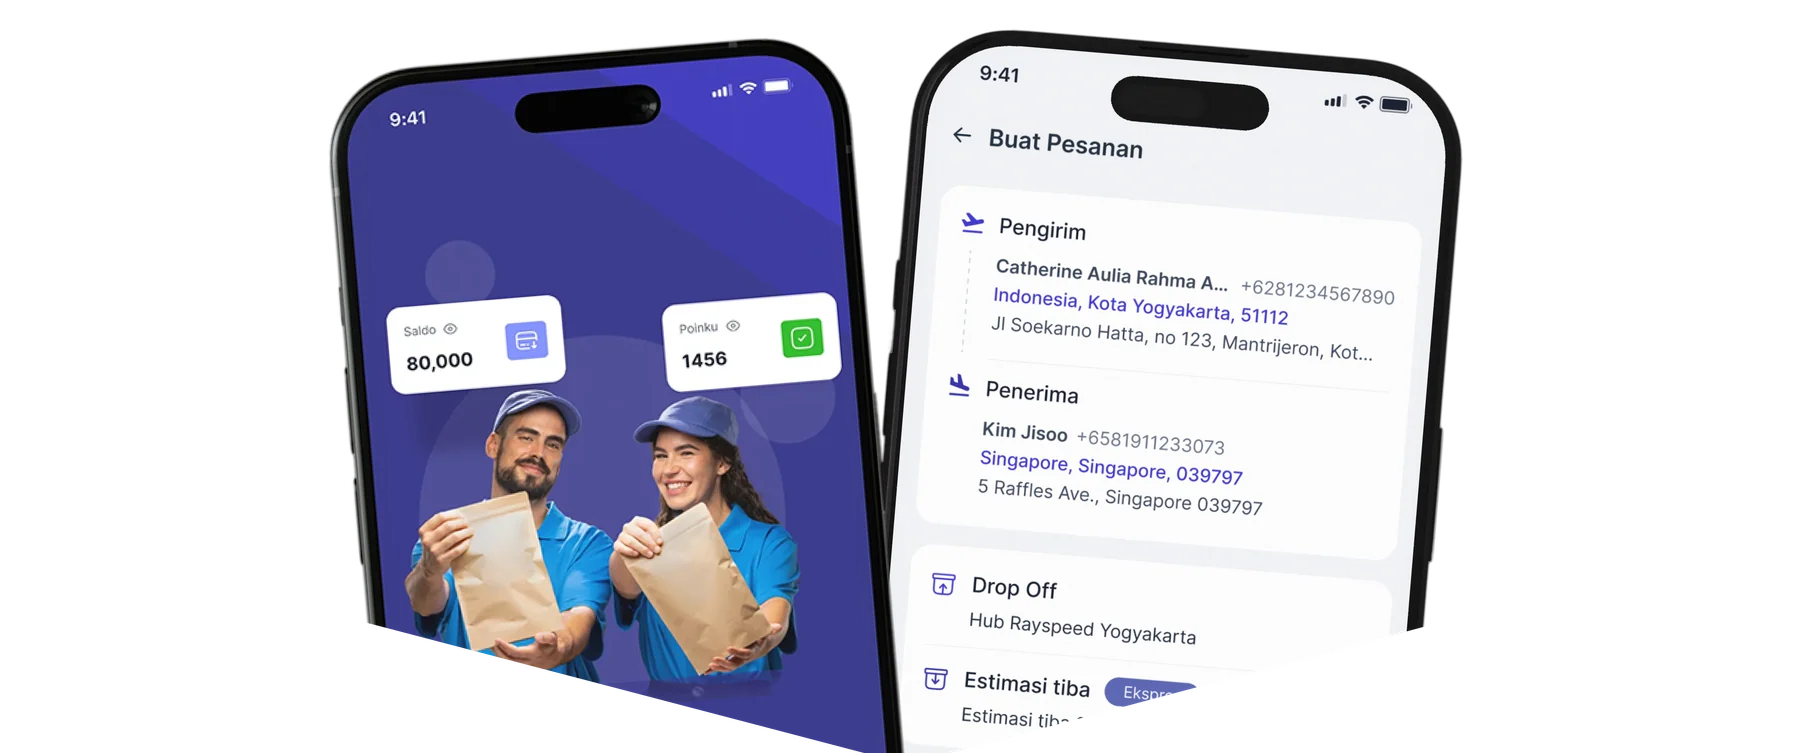 9:41
Saldo
80,000
Poinku
1456
9:41
Buat Pesanan
Pengirim
Catherine Aulia Rahma A... +6281234567890
Indonesia, Kota Yogyakarta, 51112
Jl Soekarno Hatta, no 123, Mantrijeron, Kot...
Penerima
Kim Jisoo +6581911233073
Singapore, Singapore, 039797
5 Raffles Ave., Singapore 039797
Drop Off
Hub Rayspeed Yogyakarta
Estimasi tiba
Estimasi